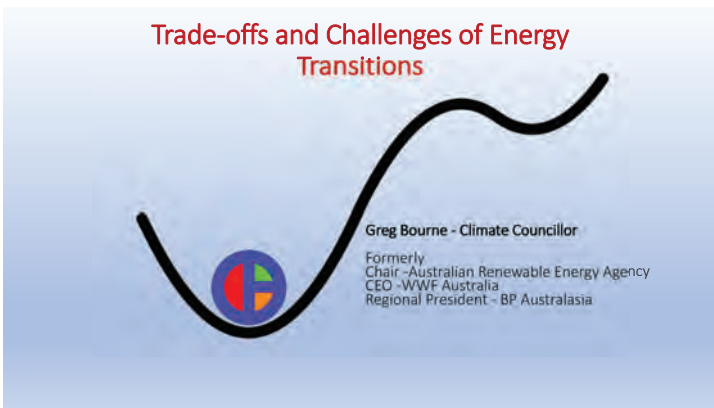 Trade-offs and Challenges of Energy
Transitions
Greg Bourne - Climate Councillor
Formerly
Chair -Australian Renewable Energy Agency
CEO -WWF Australia
Regional President - BP Australasia